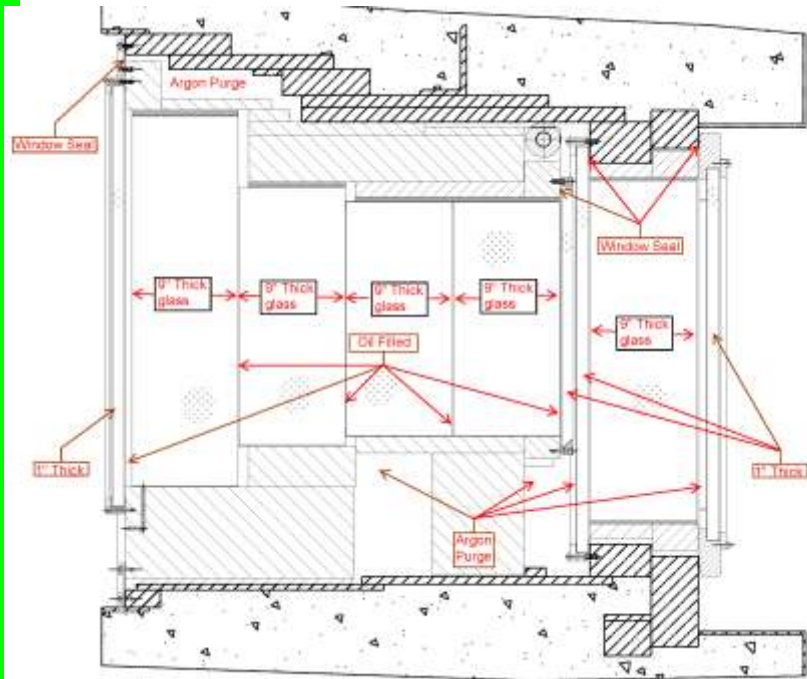 Argon Purge
Window Seal
Window Seal
9" Thick
glass
9" Thick
glass
9" Thick
glass
9" Thick
glass
9" Thick
glass
Oil Filled
1" Thick
1" Thick
Argon
Purge